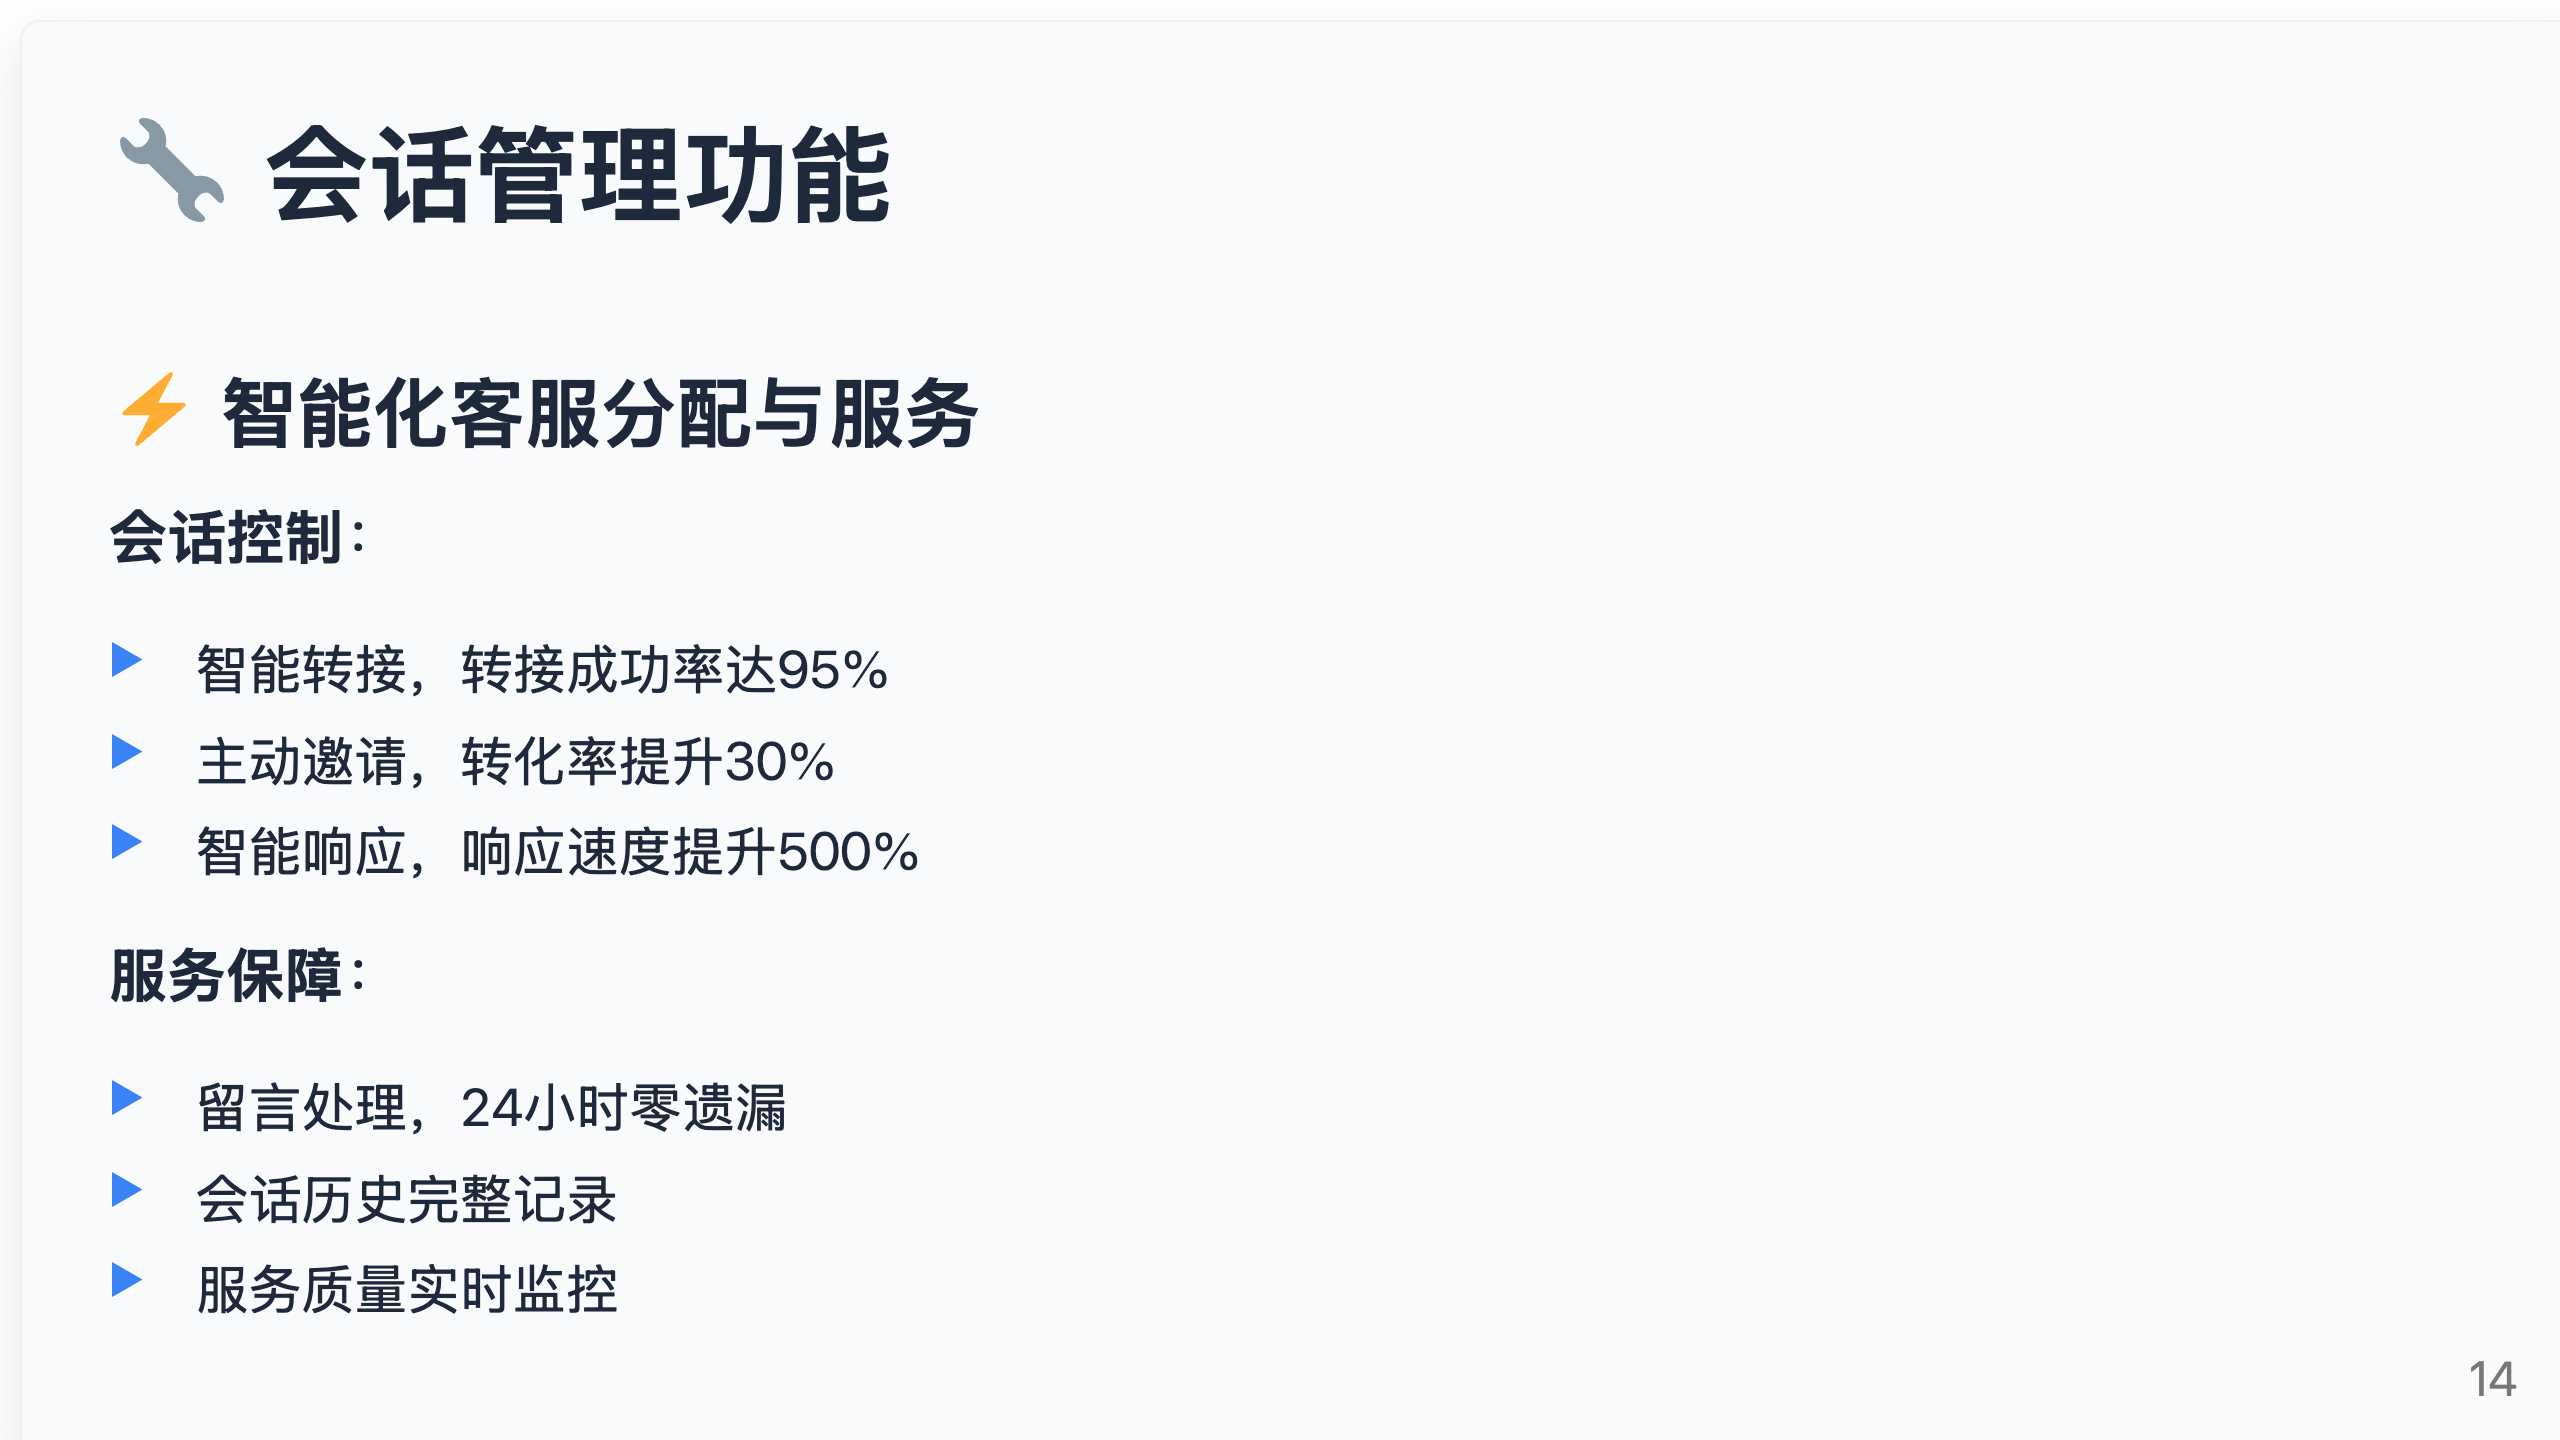 🔧 会话管理功能
⚡ 智能化客服分配与服务
会话控制：
▶ 智能转接，转接成功率达95%
▶ 主动邀请，转化率提升30%
▶ 智能响应，响应速度提升500%
服务保障：
▶ 留言处理，24小时零遗漏
▶ 会话历史完整记录
▶ 服务质量实时监控
14